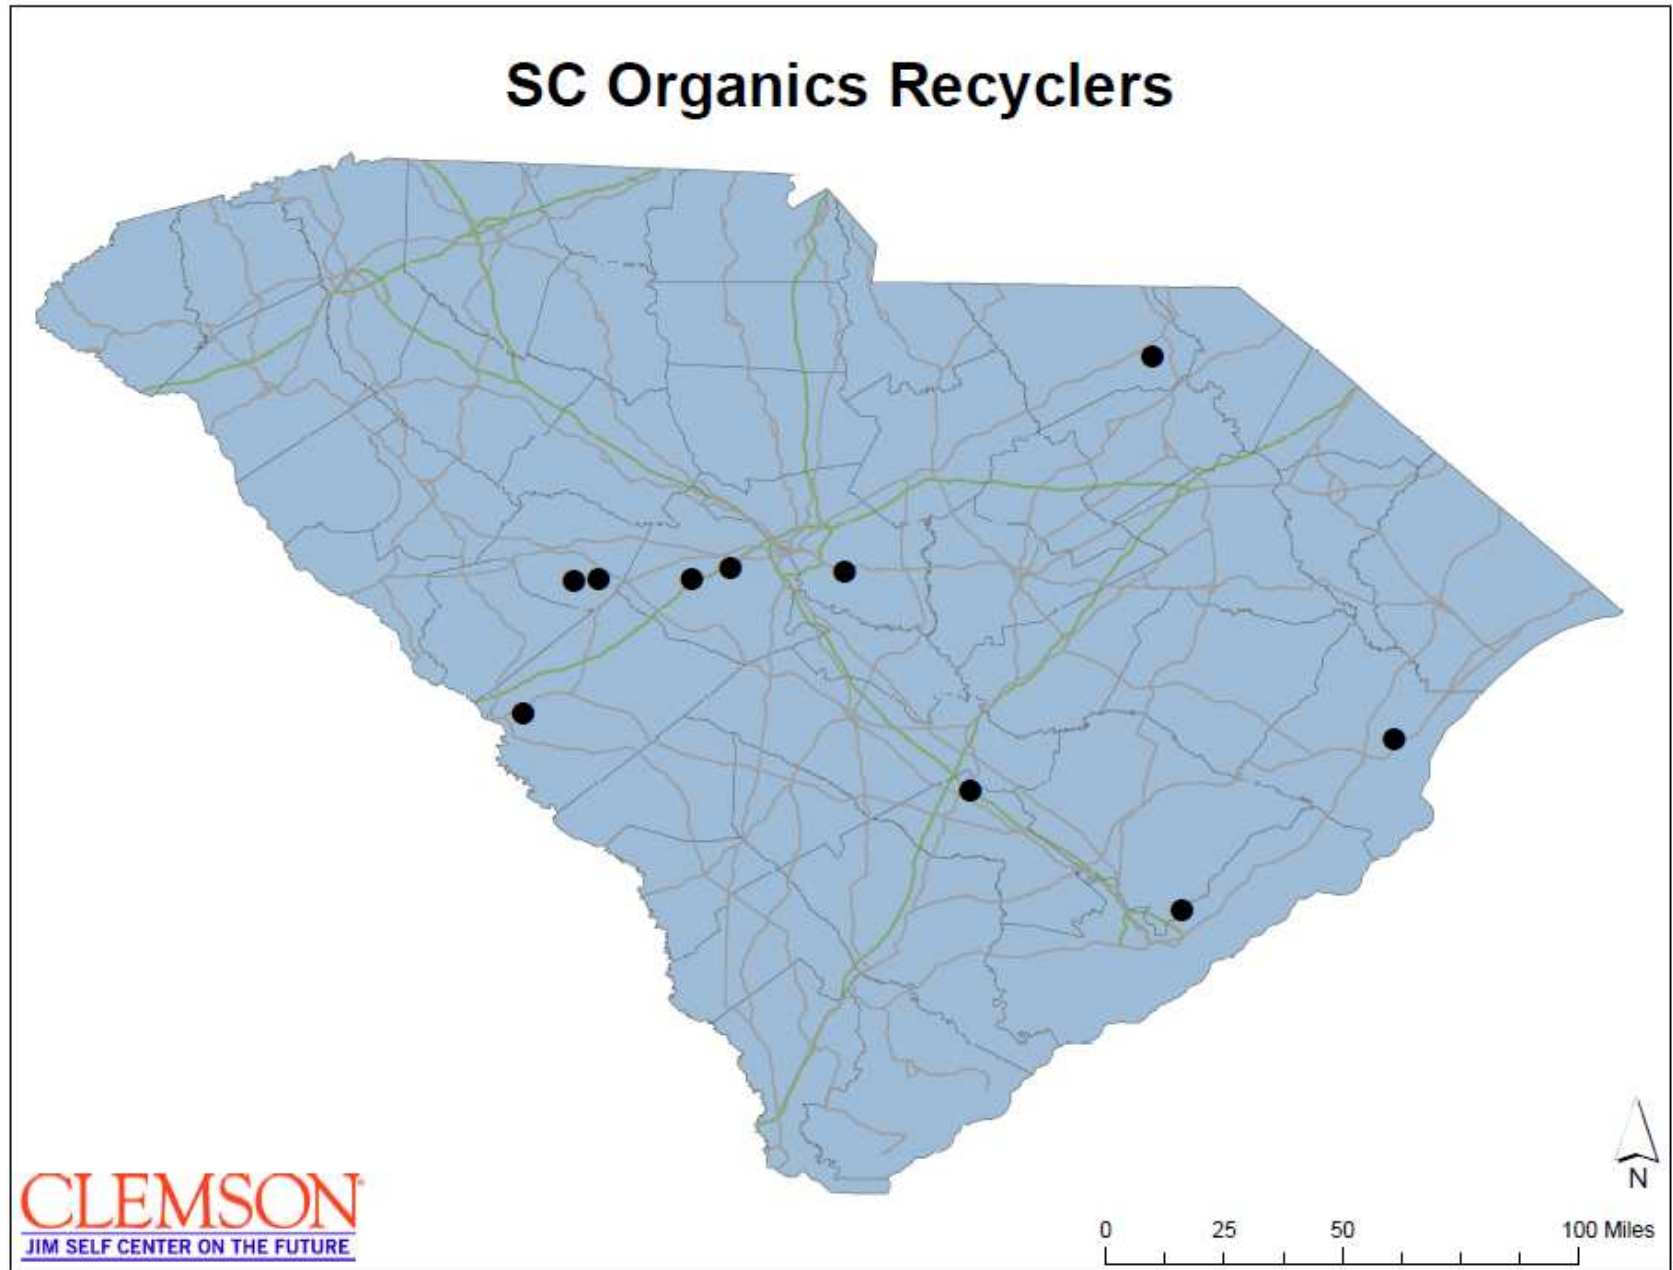 SC Organics Recyclers
CLEMSON®
JIM SELF CENTER ON THE FUTURE
N
0 25 50 100 Miles